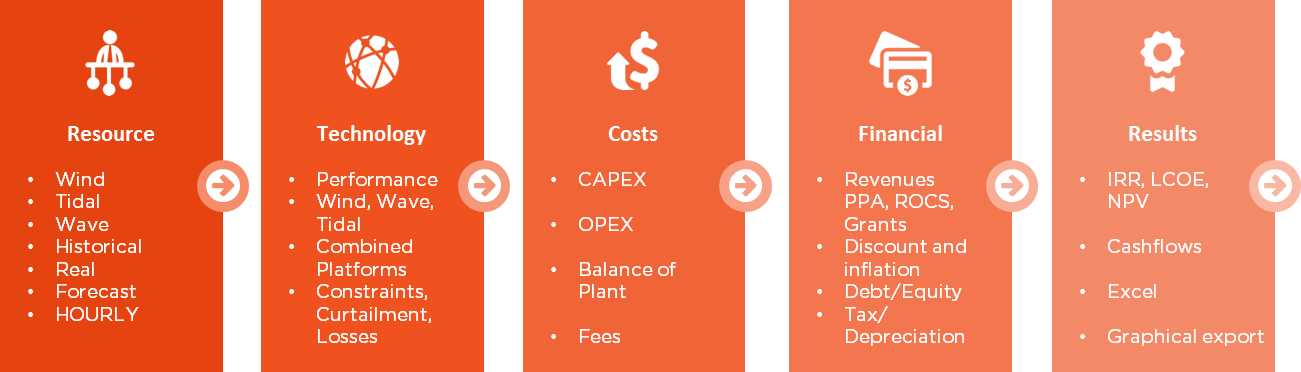 Resource
• Wind
• Tidal
• Wave
• Historical
• Real
• Forecast
• HOURLY
Technology
• Performance
• Wind, Wave,
Tidal
• Combined
Platforms
• Constraints,
Curtailment,
Losses
$
Costs
• CAPEX
• OPEX
• Balance of
Plant
• Fees
$
Financial
• Revenues
PPA, ROCS,
Grants
• Discount and
inflation
• Debt/Equity
• Tax/
Depreciation
Results
• IRR, LCOE,
NPV
• Cashflows
• Excel
• Graphical export